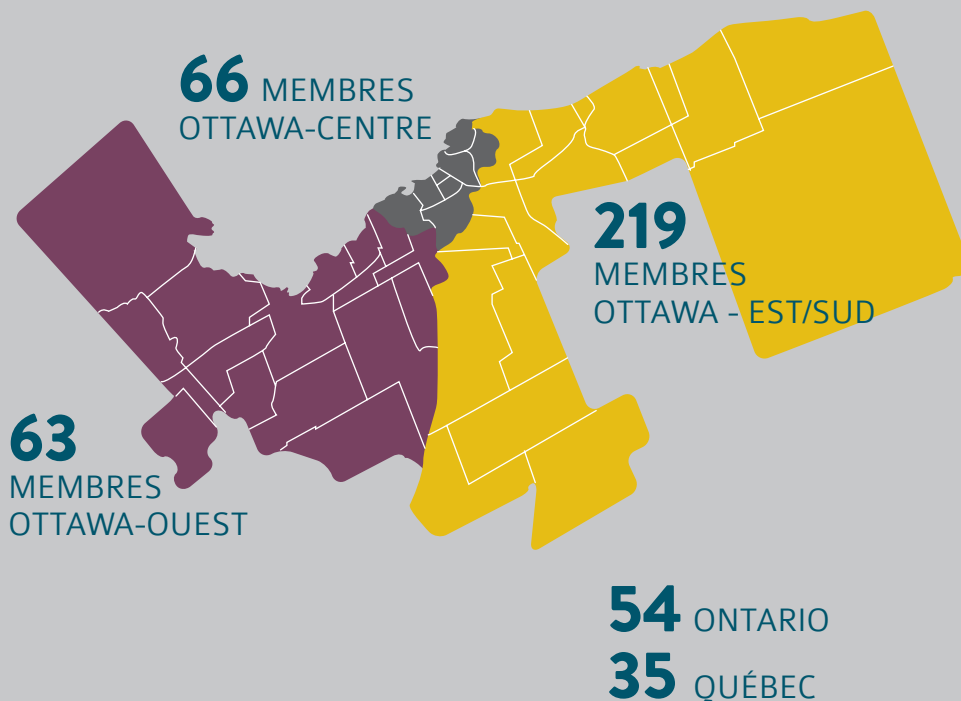 66 MEMBRES
OTTAWA-CENTRE
219
MEMBRES
OTTAWA - EST/SUD
63
MEMBRES
OTTAWA-OUEST
54 ONTARIO
35 QUÉBEC